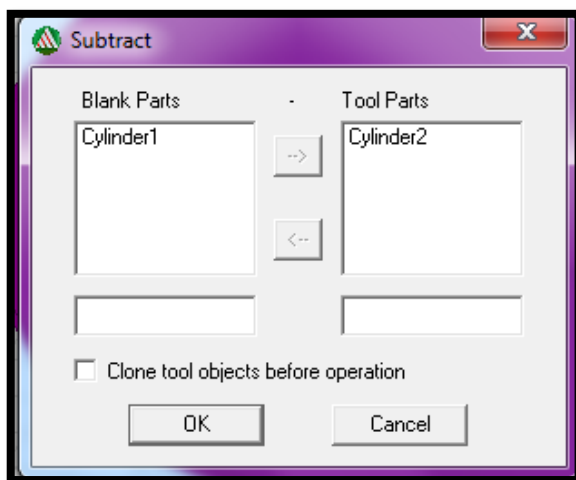 Subtract
Blank Parts - Tool Parts
Cylinder1
Cylinder2
-->
<--
Clone tool objects before operation
OK Cancel